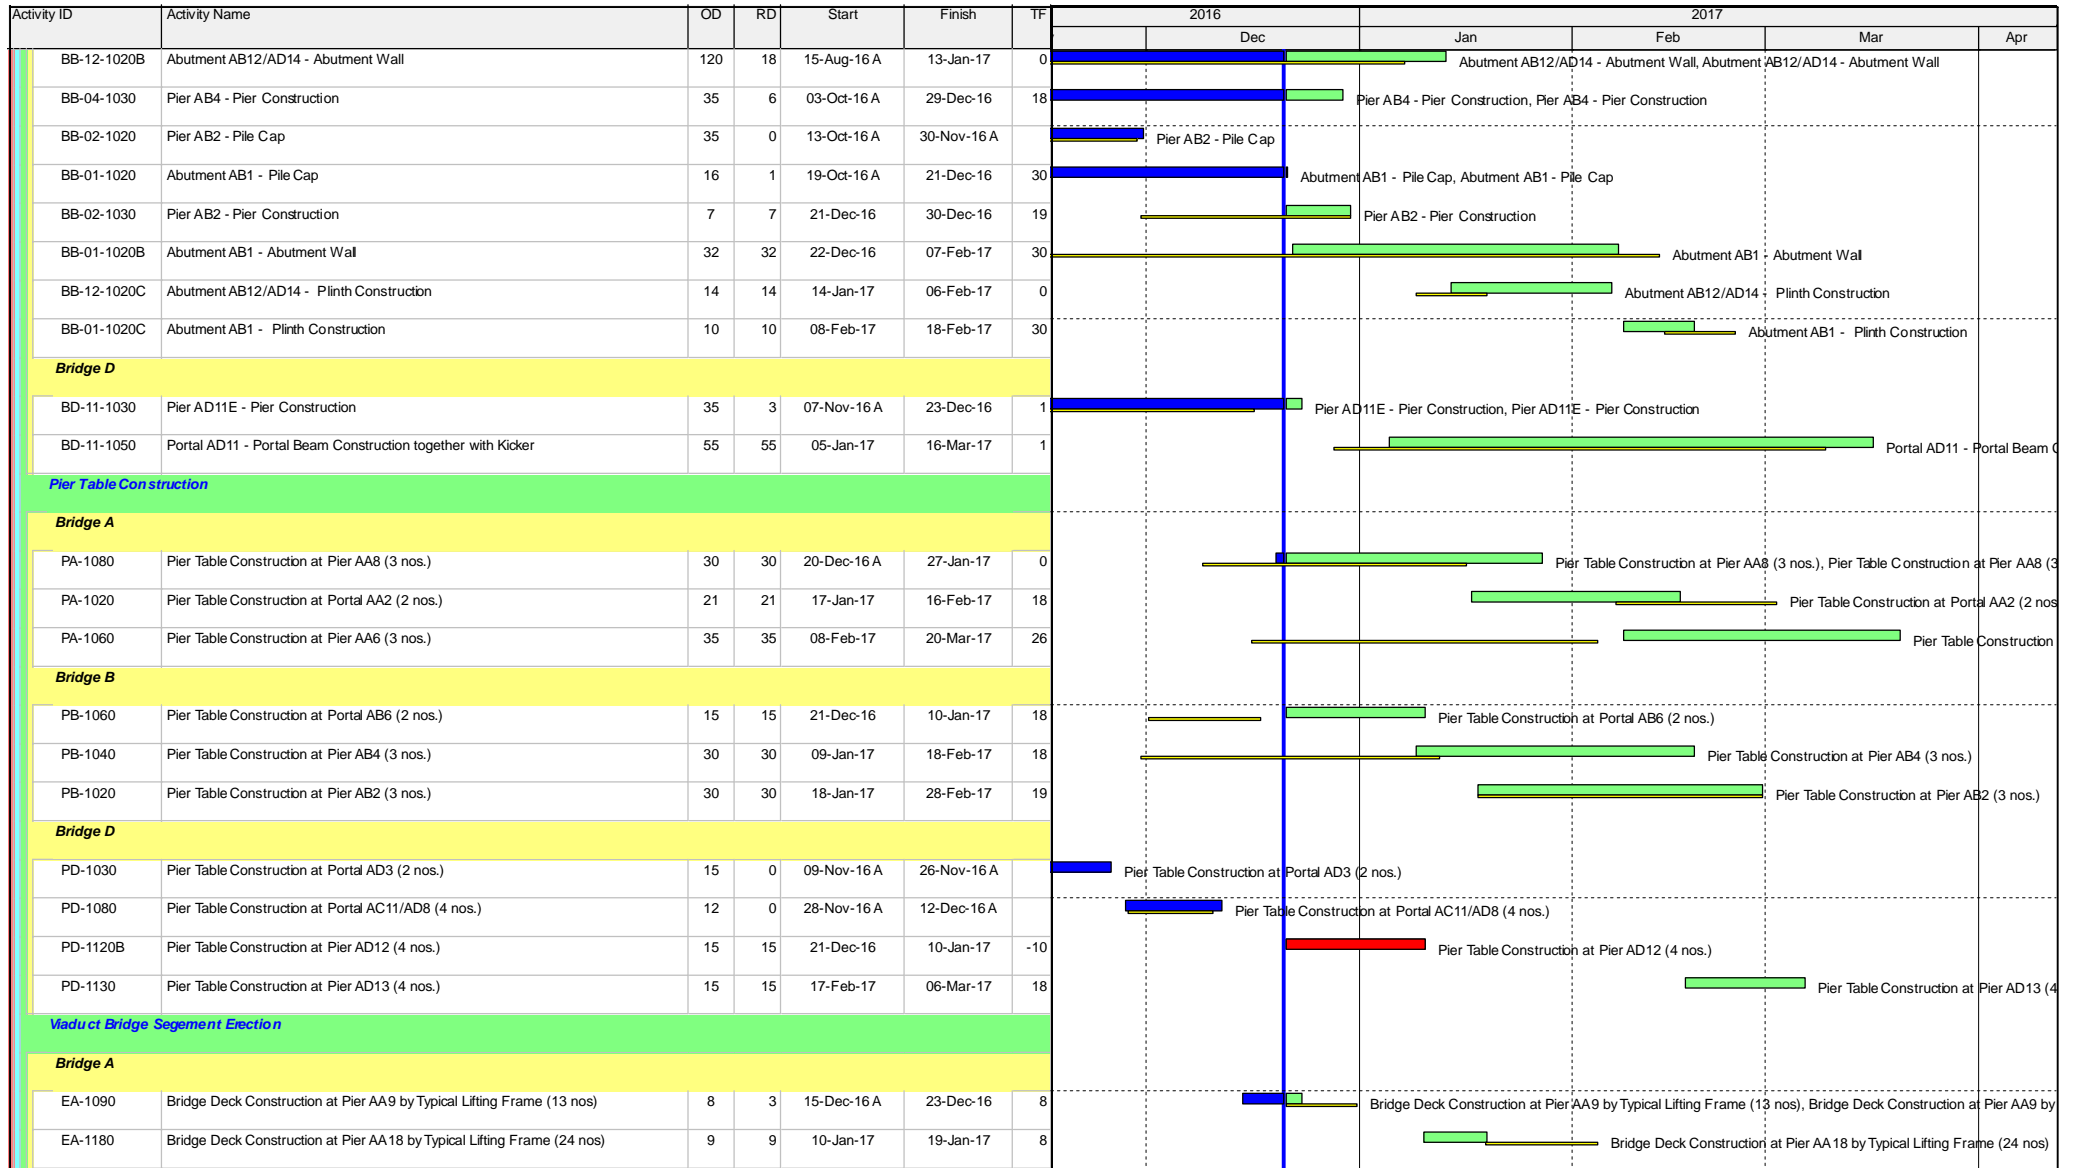 Activity ID Activity Name OD RD Start Finish TF 2016 2017
Dec Jan Feb Mar Apr
BB-12-1020B Abutment AB12/AD14 - Abutment Wall 120 18 15-Aug-16 A 13-Jan-17 0 Abutment AB12/AD14 - Abutment Wall, Abutment AB12/AD14 - Abutment Wall
BB-04-1030 Pier AB4 - Pier Construction 35 6 03-Oct-16 A 29-Dec-16 18 Pier AB4 - Pier Construction, Pier AB4 - Pier Construction
BB-02-1020 Pier AB2 - Pile Cap 35 0 13-Oct-16 A 30-Nov-16 A Pier AB2 - Pile Cap
BB-01-1020 Abutment AB1 - Pile Cap 16 1 19-Oct-16 A 21-Dec-16 30 Abutment AB1 - Pile Cap, Abutment AB1 - Pile Cap
BB-02-1030 Pier AB2 - Pier Construction 7 7 21-Dec-16 30-Dec-16 19 Pier AB2 - Pier Construction
BB-01-1020B Abutment AB1 - Abutment Wall 32 32 22-Dec-16 07-Feb-17 30 Abutment AB1 - Abutment Wall
BB-12-1020C Abutment AB12/AD14 - Plinth Construction 14 14 14-Jan-17 06-Feb-17 0 Abutment AB12/AD14 - Plinth Construction
BB-01-1020C Abutment AB1 - Plinth Construction 10 10 08-Feb-17 18-Feb-17 30 Abutment AB1 - Plinth Construction
Bridge D
BD-11-1030 Pier AD11E - Pier Construction 35 3 07-Nov-16 A 23-Dec-16 1 Pier AD11E - Pier Construction, Pier AD11E - Pier Construction
BD-11-1050 Portal AD11 - Portal Beam Construction together with Kicker 55 55 05-Jan-17 16-Mar-17 1 Portal AD11 - Portal Beam C
Pier Table Construction
Bridge A
PA-1080 Pier Table Construction at Pier AA8 (3 nos.) 30 30 20-Dec-16 A 27-Jan-17 0 Pier Table Construction at Pier AA8 (3 nos.), Pier Table Construction at Pier AA8 (3
PA-1020 Pier Table Construction at Portal AA2 (2 nos.) 21 21 17-Jan-17 16-Feb-17 18 Pier Table Construction at Portal AA2 (2 nos
PA-1060 Pier Table Construction at Pier AA6 (3 nos.) 35 35 08-Feb-17 20-Mar-17 26 Pier Table Construction
Bridge B
PB-1060 Pier Table Construction at Portal AB6 (2 nos.) 15 15 21-Dec-16 10-Jan-17 18 Pier Table Construction at Portal AB6 (2 nos.)
PB-1040 Pier Table Construction at Pier AB4 (3 nos.) 30 30 09-Jan-17 18-Feb-17 18 Pier Table Construction at Pier AB4 (3 nos.)
PB-1020 Pier Table Construction at Pier AB2 (3 nos.) 30 30 18-Jan-17 28-Feb-17 19 Pier Table Construction at Pier AB2 (3 nos.)
Bridge D
PD-1030 Pier Table Construction at Portal AD3 (2 nos.) 15 0 09-Nov-16 A 26-Nov-16 A Pier Table Construction at Portal AD3 (2 nos.)
PD-1080 Pier Table Construction at Portal AC11/AD8 (4 nos.) 12 0 28-Nov-16 A 12-Dec-16 A Pier Table Construction at Portal AC11/AD8 (4 nos.)
PD-1120B Pier Table Construction at Pier AD12 (4 nos.) 15 15 21-Dec-16 10-Jan-17 -10 Pier Table Construction at Pier AD12 (4 nos.)
PD-1130 Pier Table Construction at Pier AD13 (4 nos.) 15 15 17-Feb-17 06-Mar-17 18 Pier Table Construction at Pier AD13 (4
Viaduct Bridge Segement Erection
Bridge A
EA-1090 Bridge Deck Construction at Pier AA9 by Typical Lifting Frame (13 nos) 8 3 15-Dec-16 A 23-Dec-16 8 Bridge Deck Construction at Pier AA9 by Typical Lifting Frame (13 nos), Bridge Deck Construction at Pier AA9 by
EA-1180 Bridge Deck Construction at Pier AA18 by Typical Lifting Frame (24 nos) 9 9 10-Jan-17 19-Jan-17 8 Bridge Deck Construction at Pier AA18 by Typical Lifting Frame (24 nos)